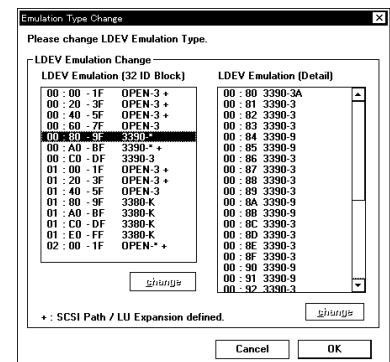 Emulation Type Change
Please change LDEV Emulation Type.
LDEV Emulation Change
LDEV Emulation (32 ID Block)
00 : 00 - 1F OPEN-3 +
00 : 20 - 3F OPEN-3 +
00 : 40 - 5F OPEN-3 +
00 : 60 - 7F OPEN-3
00 : 80 - 9F 3390-*
00 : A0 - BF 3390-* +
00 : C0 - DF 3390-3
01 : 00 - 1F OPEN-3 +
01 : 20 - 3F OPEN-3 +
01 : 40 - 5F OPEN-3
01 : 80 - 9F 3380-K
01 : A0 - BF 3380-K
01 : C0 - DF 3380-K
01 : E0 - FF 3380-K
02 : 00 - 1F OPEN-* +
change
LDEV Emulation (Detail)
00 : 80 3390-3A
00 : 81 3390-3
00 : 82 3390-3
00 : 83 3390-3
00 : 84 3390-9
00 : 85 3390-9
00 : 86 3390-3
00 : 87 3390-3
00 : 88 3390-3
00 : 89 3390-3
00 : 8A 3390-9
00 : 8B 3390-9
00 : 8C 3390-3
00 : 8D 3390-3
00 : 8E 3390-3
00 : 8F 3390-3
00 : 90 3390-9
00 : 91 3390-9
00 : 92 3390-3
change
+ : SCSI Path / LU Expansion defined.
Cancel
OK